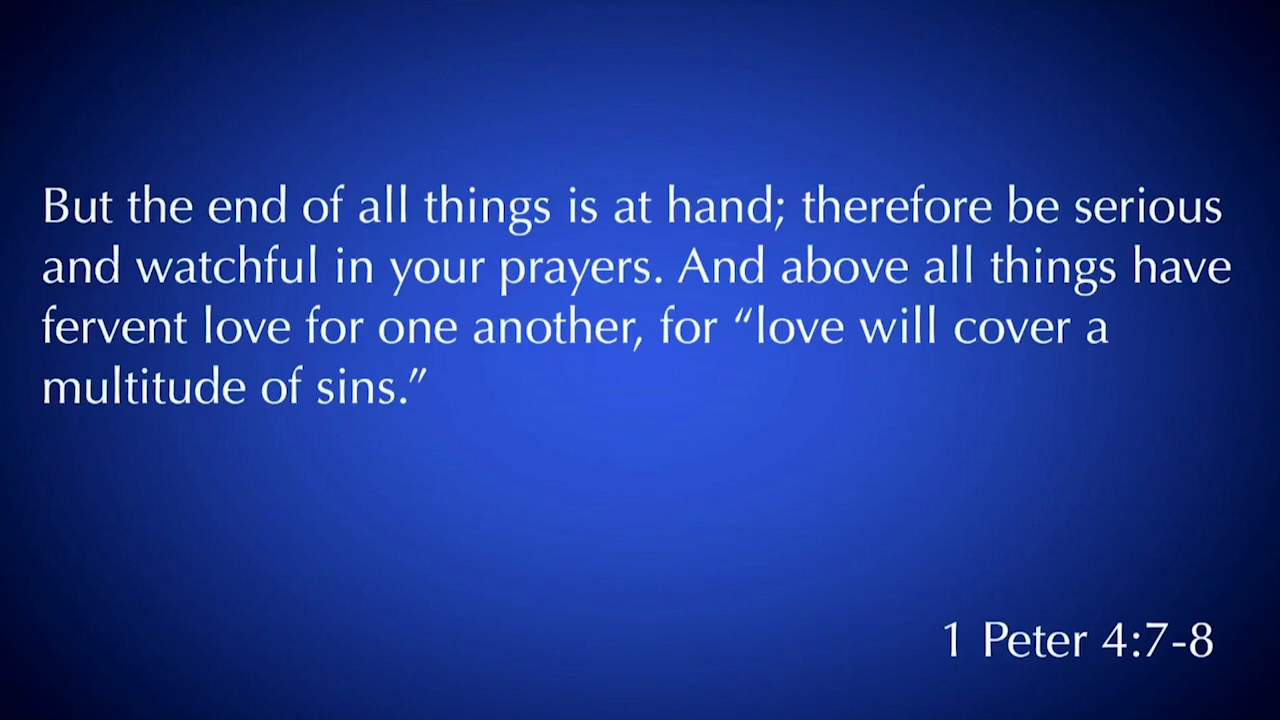 But the end of all things is at hand; therefore be serious
and watchful in your prayers. And above all things have
fervent love for one another, for “love will cover a
multitude of sins.”
1 Peter 4:7-8